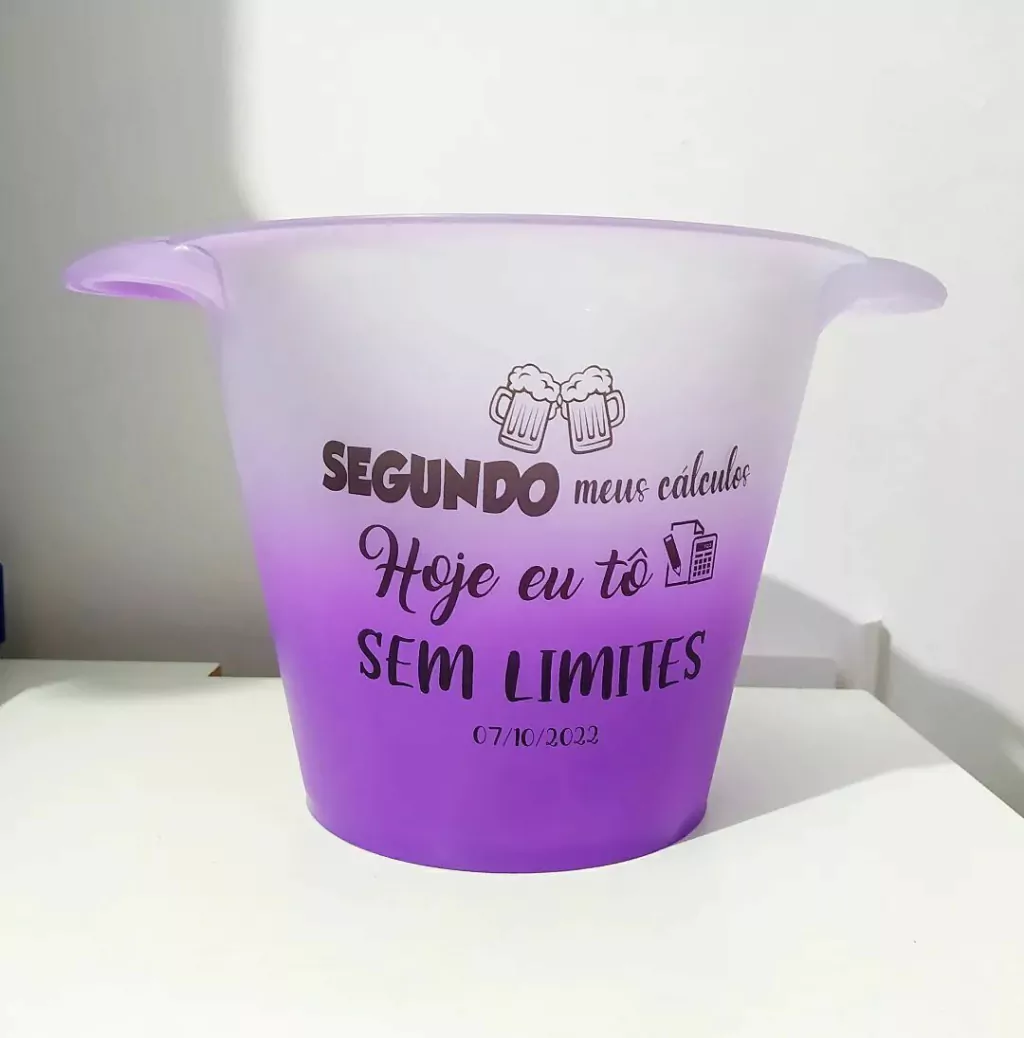 SEGUNDO meus cálculos
Hoje eu tô
SEM LIMITES
07/10/2022